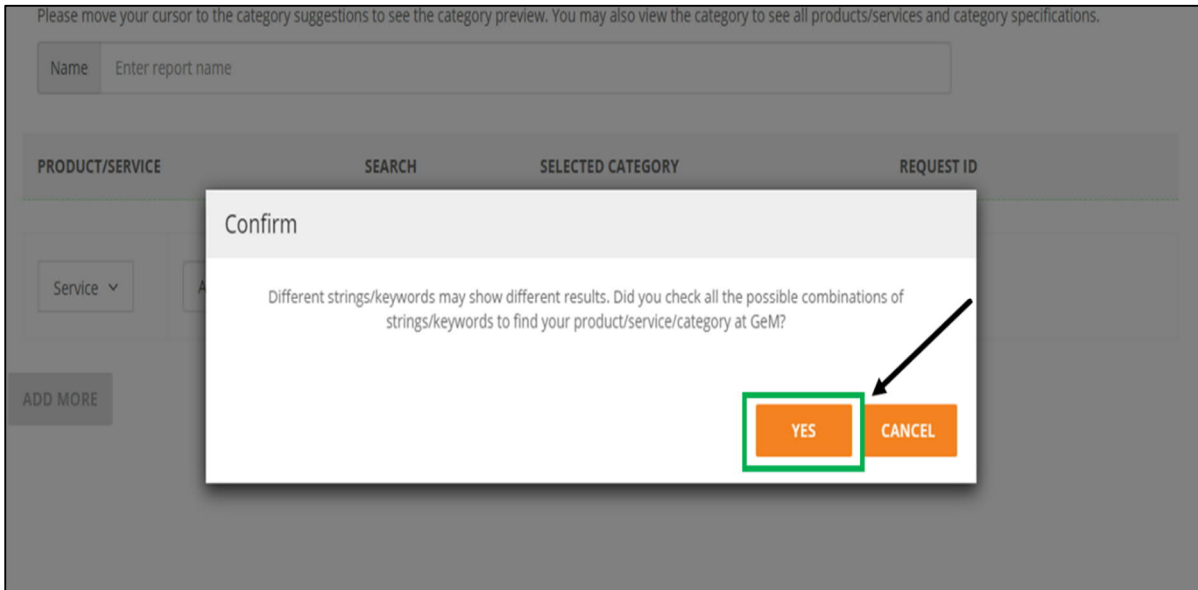 Please move your cursor to the category suggestions to see the category preview. You may also view the category to see all products/services and category specifications.
Name Enter report name
PRODUCT/SERVICE SEARCH SELECTED CATEGORY REQUEST ID
Confirm
Service A
Different strings/keywords may show different results. Did you check all the possible combinations of
strings/keywords to find your product/service/category at GeM?
ADD MORE
YES CANCEL